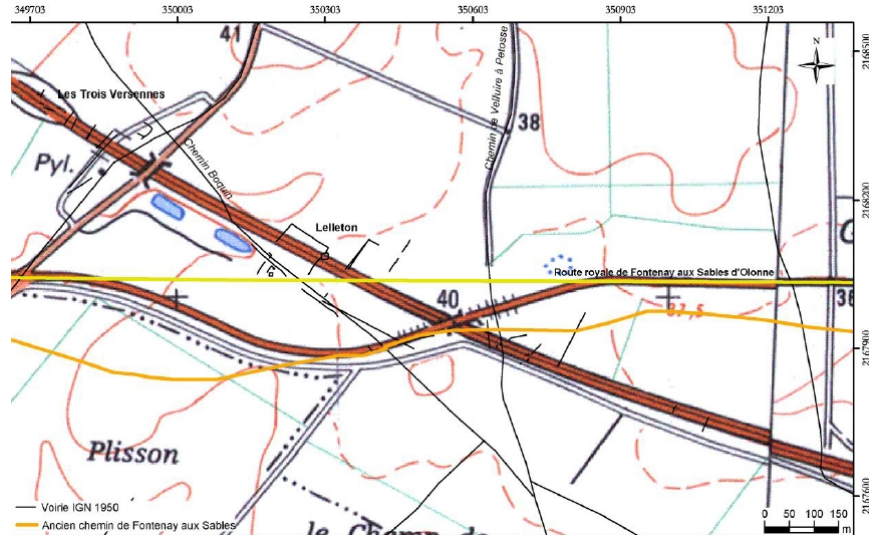 349703 350003 350303 350603 350903 351203
2168500
41
N
Les Trois Versennes
Chemin de Velluire à Petosse
38
Chemin Boquin
Pyl.
2168200
Lelleton
G
Route royale de Fontenay aux Sables d'Olonne
40
37,5
36
2167900
Plisson
2167600
Voirie IGN 1950
Ancien chemin de Fontenay aux Sables
le Champ de
0 50 100 150
m